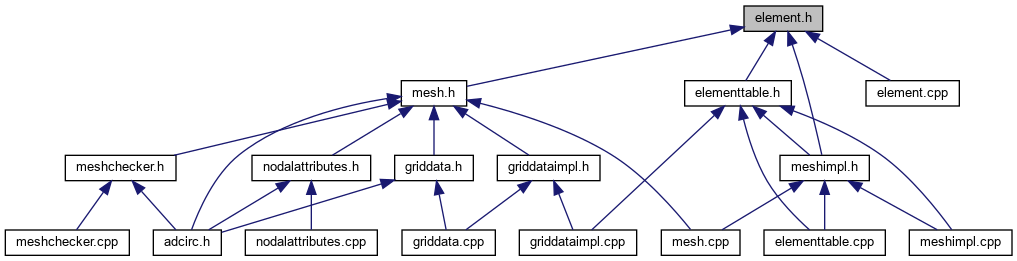 element.h
mesh.h
elementtable.h
element.cpp
meshchecker.h
nodalattributes.h
griddata.h
griddataimpl.h
meshimpl.h
meshchecker.cpp
adcirc.h
nodalattributes.cpp
griddata.cpp
griddataimpl.cpp
mesh.cpp
elementtable.cpp
meshimpl.cpp